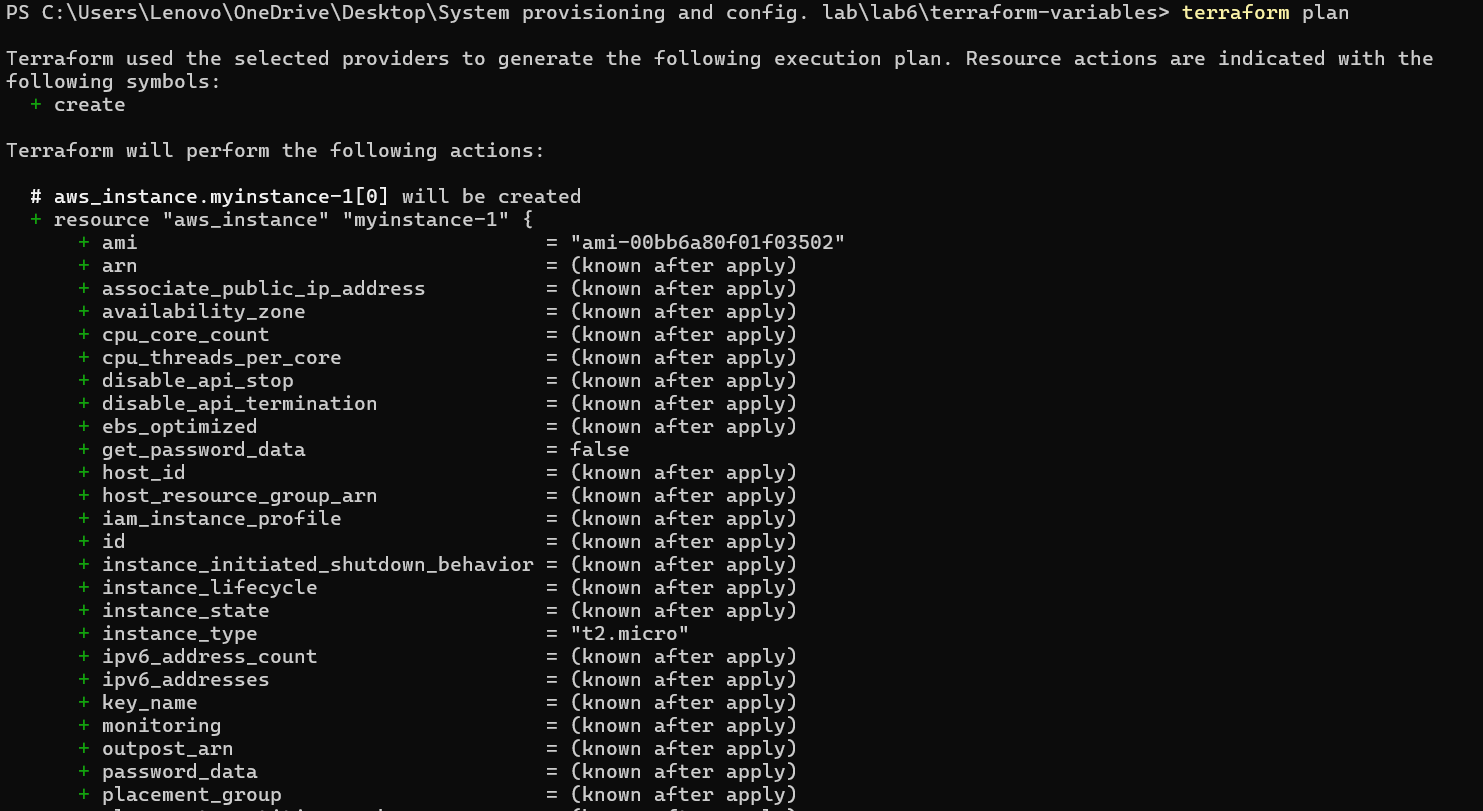 PS C:\Users\Lenovo\OneDrive\Desktop\System provisioning and config. lab\lab6\terraform-variables> terraform plan
Terraform used the selected providers to generate the following execution plan. Resource actions are indicated with the
following symbols:
  + create
Terraform will perform the following actions:
  # aws_instance.myinstance-1[0] will be created
  + resource "aws_instance" "myinstance-1" {
      + ami                                  = "ami-00bb6a80f01f03502"
      + arn                                  = (known after apply)
      + associate_public_ip_address          = (known after apply)
      + availability_zone                    = (known after apply)
      + cpu_core_count                       = (known after apply)
      + cpu_threads_per_core                 = (known after apply)
      + disable_api_stop                     = (known after apply)
      + disable_api_termination              = (known after apply)
      + ebs_optimized                        = (known after apply)
      + get_password_data                    = false
      + host_id                              = (known after apply)
      + host_resource_group_arn              = (known after apply)
      + iam_instance_profile                 = (known after apply)
      + id                                   = (known after apply)
      + instance_initiated_shutdown_behavior = (known after apply)
      + instance_lifecycle                   = (known after apply)
      + instance_state                       = (known after apply)
      + instance_type                        = "t2.micro"
      + ipv6_address_count                   = (known after apply)
      + ipv6_addresses                       = (known after apply)
      + key_name                             = (known after apply)
      + monitoring                           = (known after apply)
      + outpost_arn                          = (known after apply)
      + password_data                        = (known after apply)
      + placement_group                      = (known after apply)